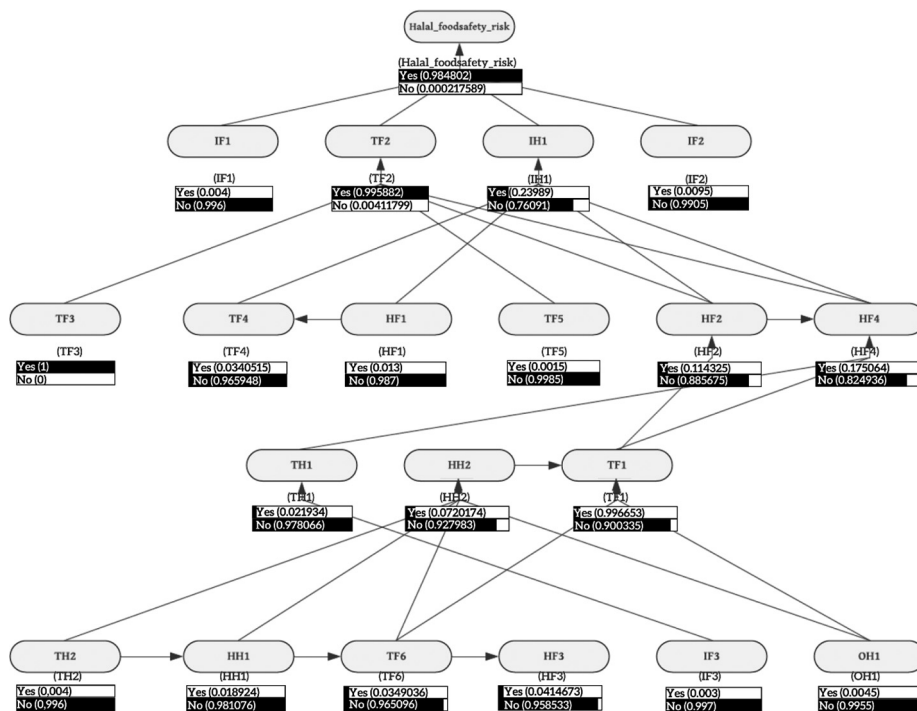 Halal_foodsafety_risk
(Halal_foodsafety_risk)
Yes (0.984802)
No (0.000217589)
IF1
TF2
IH1
IF2
(IF1)
Yes (0.004)
No (0.996)
(TF2)
Yes (0.995882)
No (0.00411799)
(IH1)
Yes (0.23989)
No (0.76091)
(IF2)
Yes (0.0095)
No (0.9905)
TF3
TF4
HF1
TF5
HF2
HF4
(TF3)
Yes (1)
No (0)
(TF4)
Yes (0.0340515)
No (0.965948)
(HF1)
Yes (0.013)
No (0.987)
(TF5)
Yes (0.0015)
No (0.9985)
(HF2)
Yes (0.114325)
No (0.885675)
(HF4)
Yes (0.175064)
No (0.824936)
TH1
HH2
TF1
(TH1)
Yes (0.021934)
No (0.978066)
(HH2)
Yes (0.0720174)
No (0.927983)
(TF1)
Yes (0.996653)
No (0.900335)
TH2
HH1
TF6
HF3
IF3
OH1
(TH2)
Yes (0,004)
No (0,996)
(HH1)
Yes (0.018924)
No (0.981076)
(TF6)
Yes (0.0349036)
No (0.965096)
(HF3)
Yes (0.0414673)
No (0.958533)
(IF3)
Yes (0.003)
No (0.997)
(OH1)
Yes (0.0045)
No (0.9955)